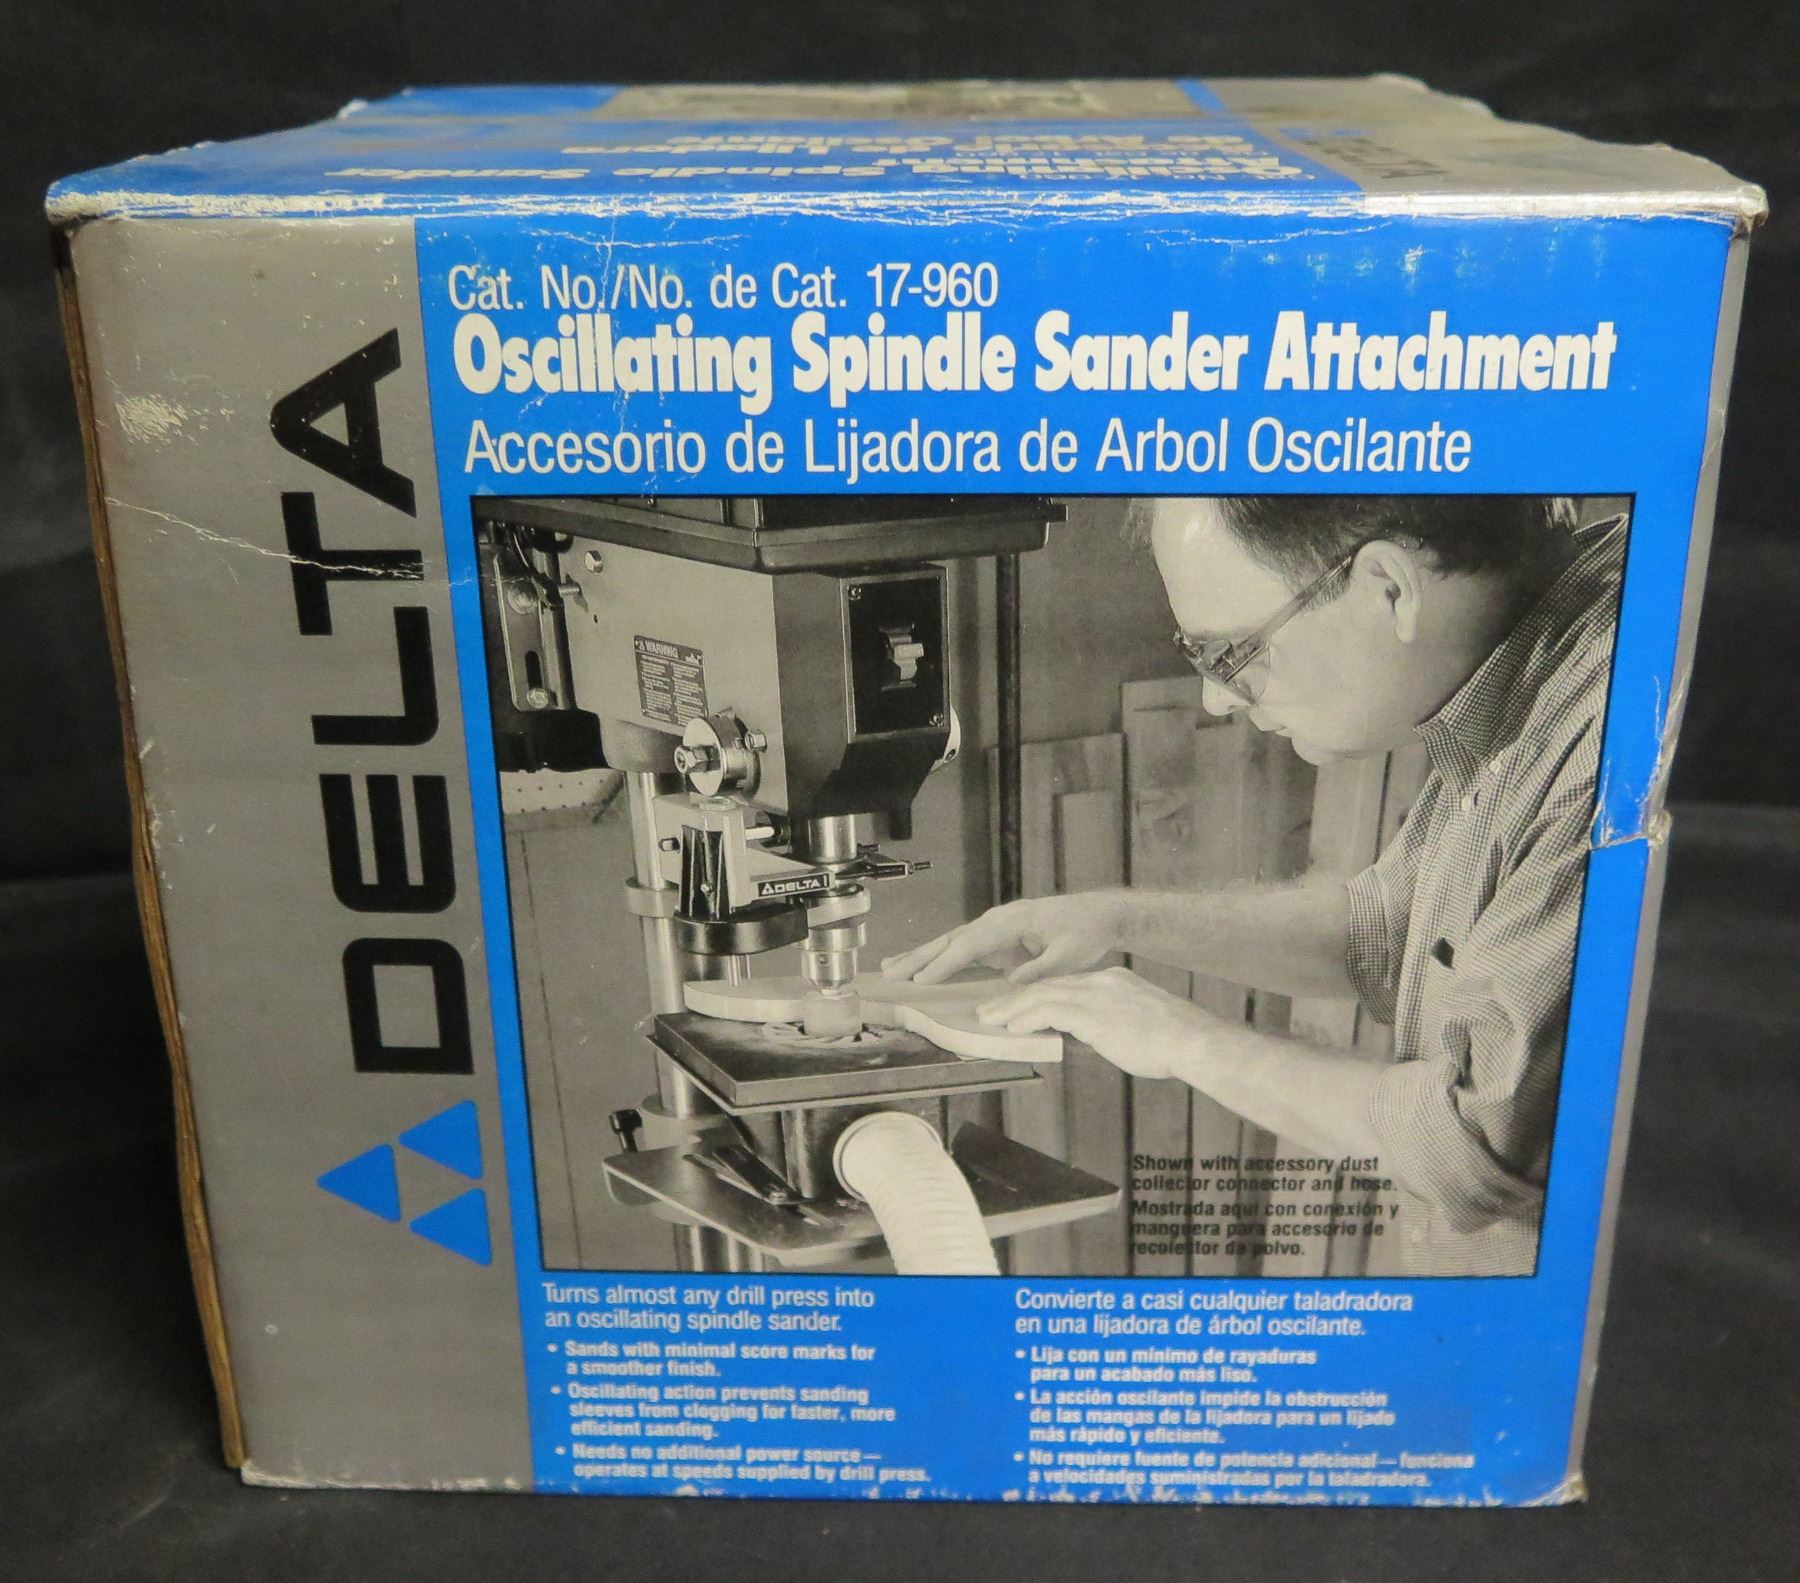 Oscillating Spindle Sander
Attachment
DELTA
Cat. No./No. de Cat. 17-960
Oscillating Spindle Sander Attachment
Accesorio de Lijadora de Arbol Oscilante
WARNING
DELTA
Shown with accessory dust
collector connector and hose.
Mostrada aqui con conexión y
manguera para accesorio de
recolector de polvo.
Turns almost any drill press into
an oscillating spindle sander.
• Sands with minimal score marks for
a smoother finish.
• Oscillating action prevents sanding
sleeves from clogging for faster, more
efficient sanding.
• Needs no additional power source—
operates at speeds supplied by drill press.
Convierte a casi cualquier taladradora
en una lijadora de árbol oscilante.
• Lija con un mínimo de rayaduras
para un acabado más liso.
• La acción oscilante impide la obstrucción
de las mangas de la lijadora para un lijado
más rápido y eficiente.
• No requiere fuente de potencia adicional—funciona
a velocidades suministradas por la taladradora.